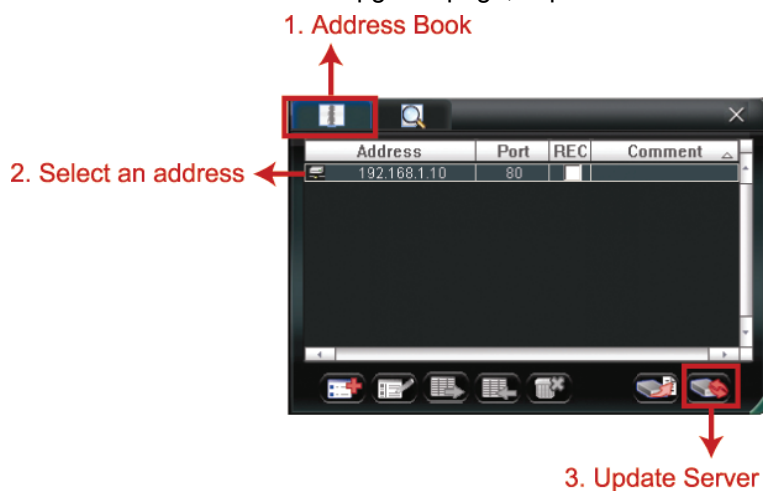 1. Address Book
Address Port REC Comment
2. Select an address
192.168.1.10 80
3. Update Server